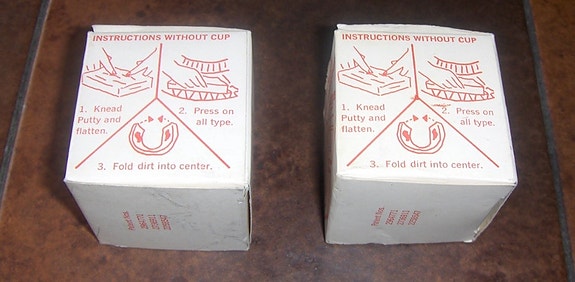 INSTRUCTIONS WITHOUT CUP
1. Knead
Putty and
flatten.
2. Press on
all type.
3. Fold dirt into center.
INSTRUCTIONS WITHOUT CUP
1. Knead
Putty and
flatten.
2. Press on
all type.
3. Fold dirt into center.